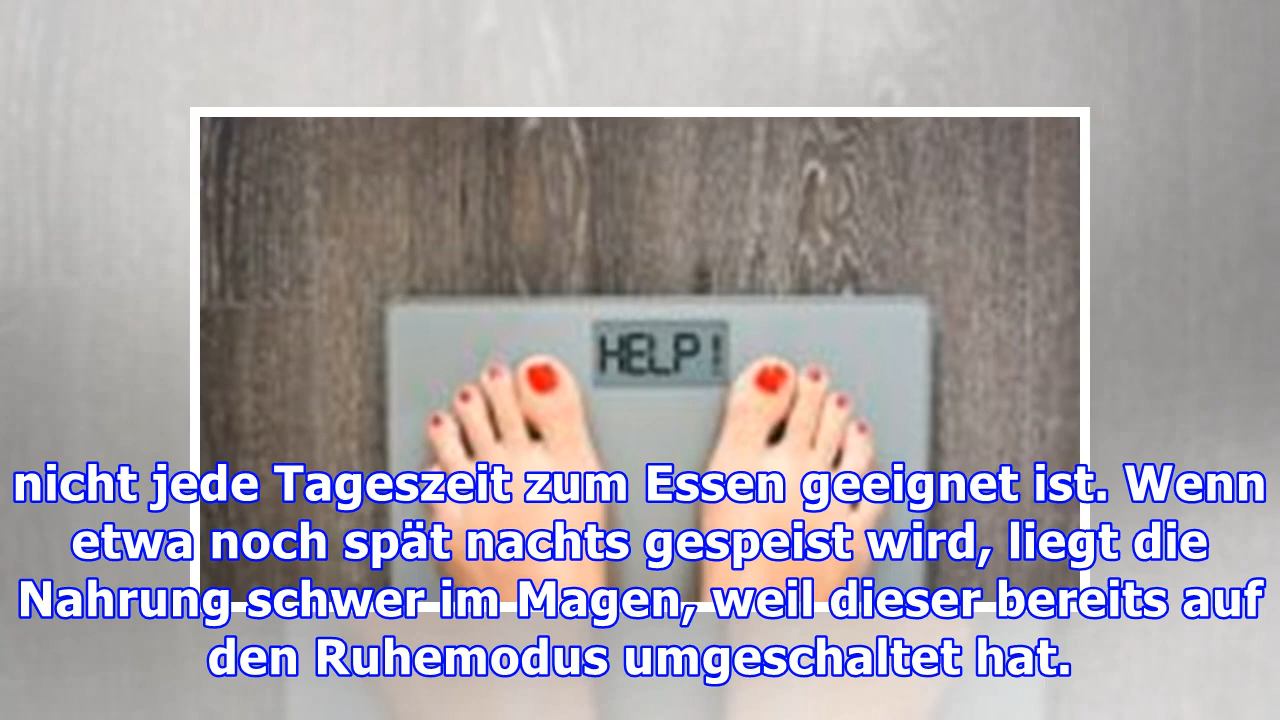 HELP!
nicht jede Tageszeit zum Essen geeignet ist. Wenn
etwa noch spät nachts gespeist wird, liegt die
Nahrung schwer im Magen, weil dieser bereits auf
den Ruhemodus umgeschaltet hat.